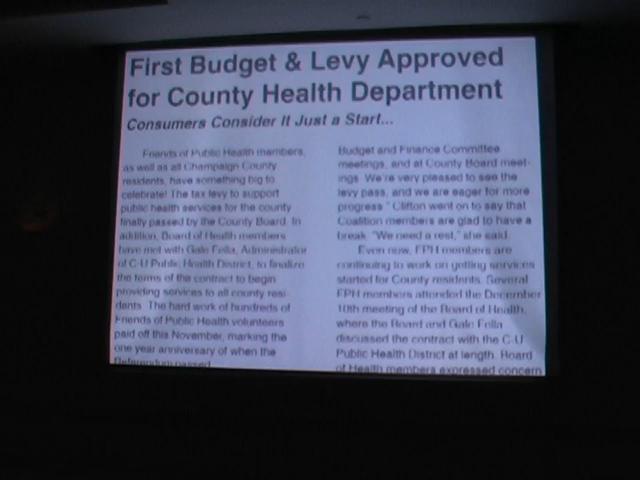 First Budget & Levy Approved
for County Health Department
Consumers Consider It Just a Start...
Friends of Public Health members,
as well as all Champaign County
residents, have something big to
celebrate! The tax levy to support
public health services for the county
finally passed by the County Board. In
addition, Board of Health members
have met with Gale Fella, Administrator
of C-U Public Health District, to finalize
the terms of the contract to begin
providing services to all county resi-
dents. The hard work of hundreds of
Friends of Public Health volunteers
paid off this November, marking the
one year anniversary of when the
Referendum passed
Budget and Finance Committee
meetings, and at County Board meet-
ings. We're very pleased to see the
levy pass, and we are eager for more
progress." Clifton went on to say that
Coalition members are glad to have a
break. "We need a rest," she said.
Even now, FPH members are
continuing to work on getting services
started for County residents. Several
FPH members attended the December
10th meeting of the Board of Health,
where the Board and Gale Fella
discussed the contract with the C-U
Public Health District at length. Board
of Health members expressed concern